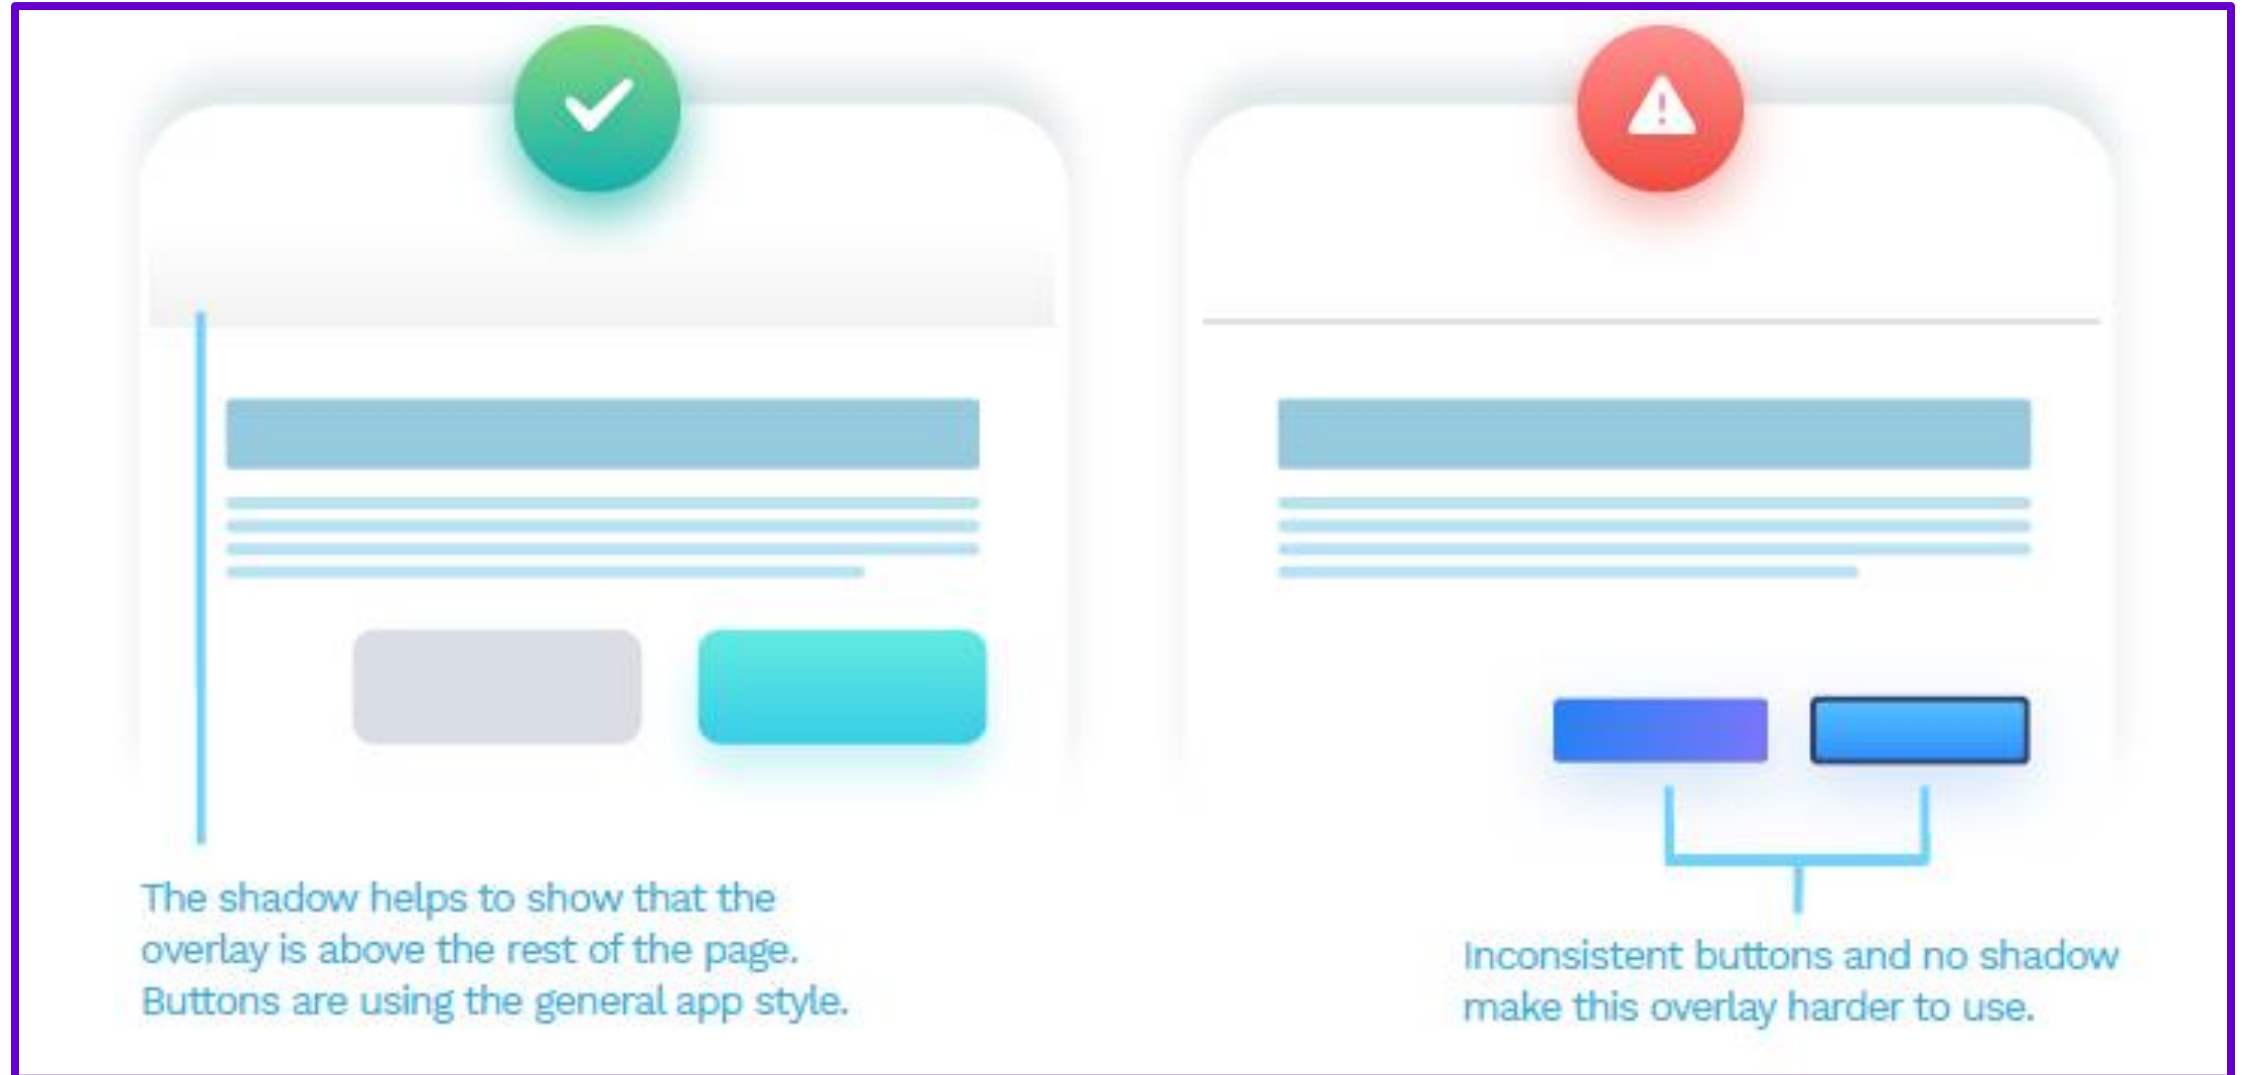 The shadow helps to show that the
overlay is above the rest of the page.
Buttons are using the general app style.
Inconsistent buttons and no shadow
make this overlay harder to use.